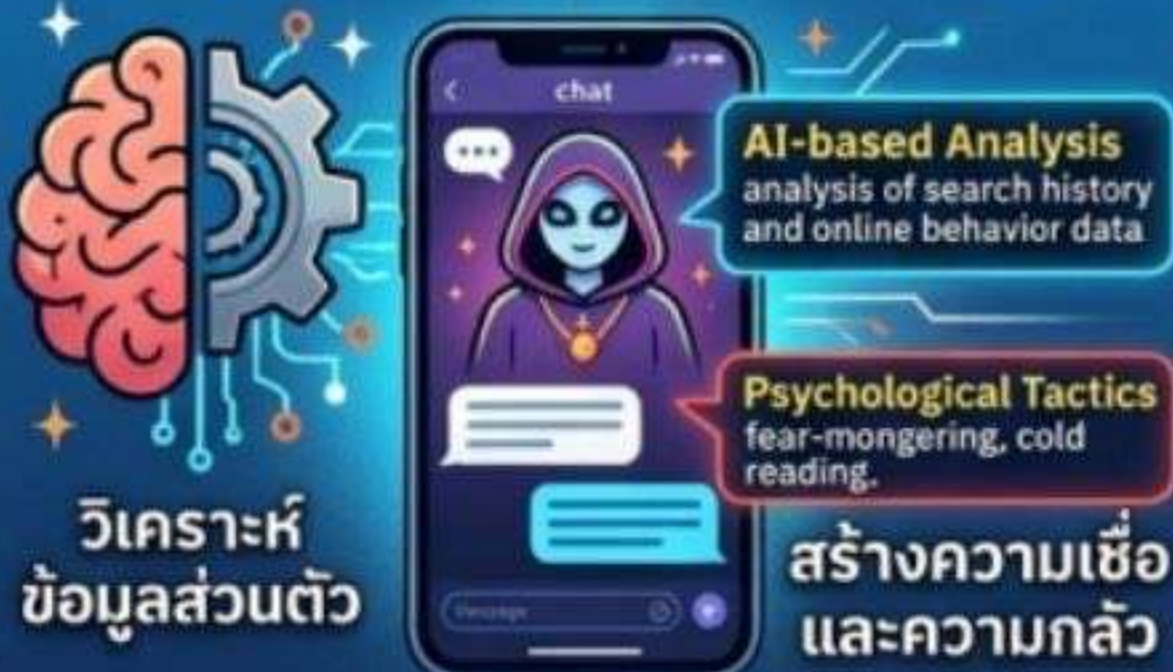 chat
AI-based Analysis
analysis of search history
and online behavior data
Psychological Tactics
fear-mongering, cold
reading.
Message
วิเคราะห์
ข้อมูลส่วนตัว
สร้างความเชื่อ
และความกลัว